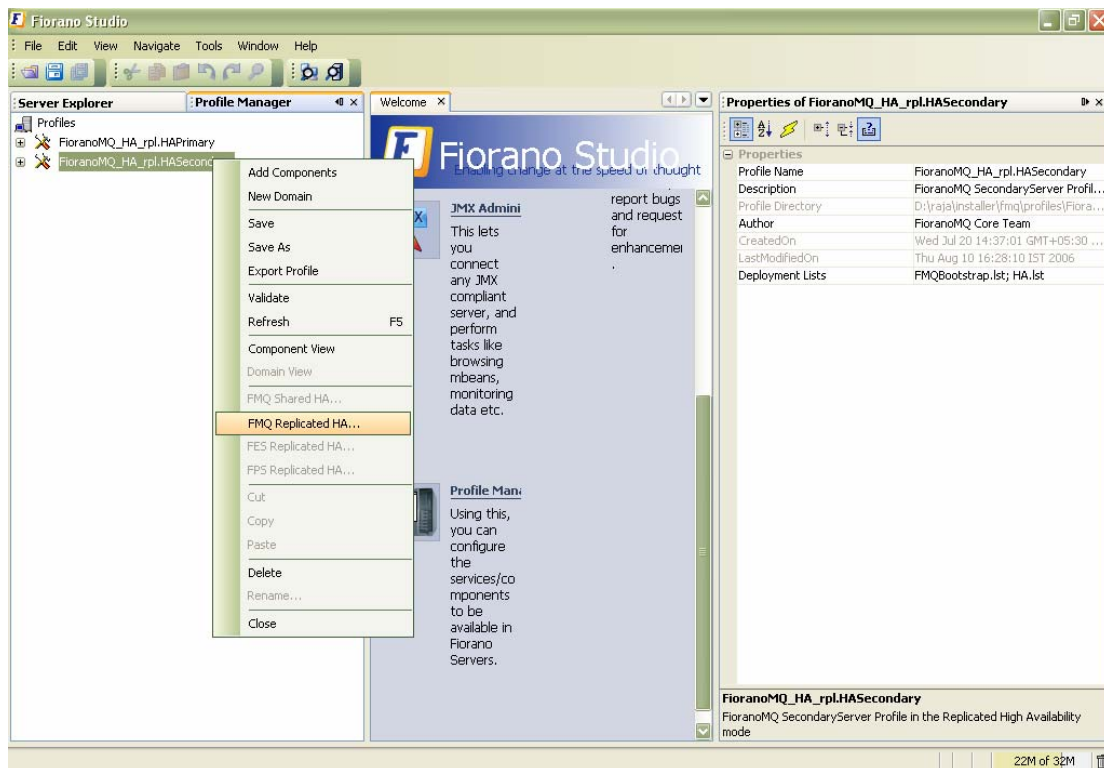 Fiorano Studio
File Edit View Navigate Tools Window Help
Server Explorer
Profile Manager
Profiles
FioranoMQ_HA_rpl.HAPrimary
FioranoMQ_HA_rpl.HASecond
Add Components
New Domain
Save
Save As
Export Profile
Validate
Refresh F5
Component View
Domain View
FMQ Shared HA...
FMQ Replicated HA...
FES Replicated HA...
FPS Replicated HA...
Cut
Copy
Paste
Delete
Rename...
Close
Welcome
Fiorano Studio
Enabling change at the speed of thought
JMX Admini
This lets
you
connect
any JMX
compliant
server, and
perform
tasks like
browsing
mbeans,
monitoring
data etc.
report bugs
and request
for
enhancemei
.
Profile Mana
Using this,
you can
configure
the
services/co
mponents
to be
available in
Fiorano
Servers.
Properties of FioranoMQ_HA_rpl.HASecondary
Properties
Profile Name FioranoMQ_HA_rpl.HASecondary
Description FioranoMQ SecondaryServer Profil...
Profile Directory D:\raja\installer\fmq\profiles\Fiora...
Author FioranoMQ Core Team
CreatedOn Wed Jul 20 14:37:01 GMT+05:30 ...
LastModifiedOn Thu Aug 10 16:28:10 IST 2006
Deployment Lists FMQBootstrap.lst; HA.lst
FioranoMQ_HA_rpl.HASecondary
FioranoMQ SecondaryServer Profile in the Replicated High Availability
mode
22M of 32M